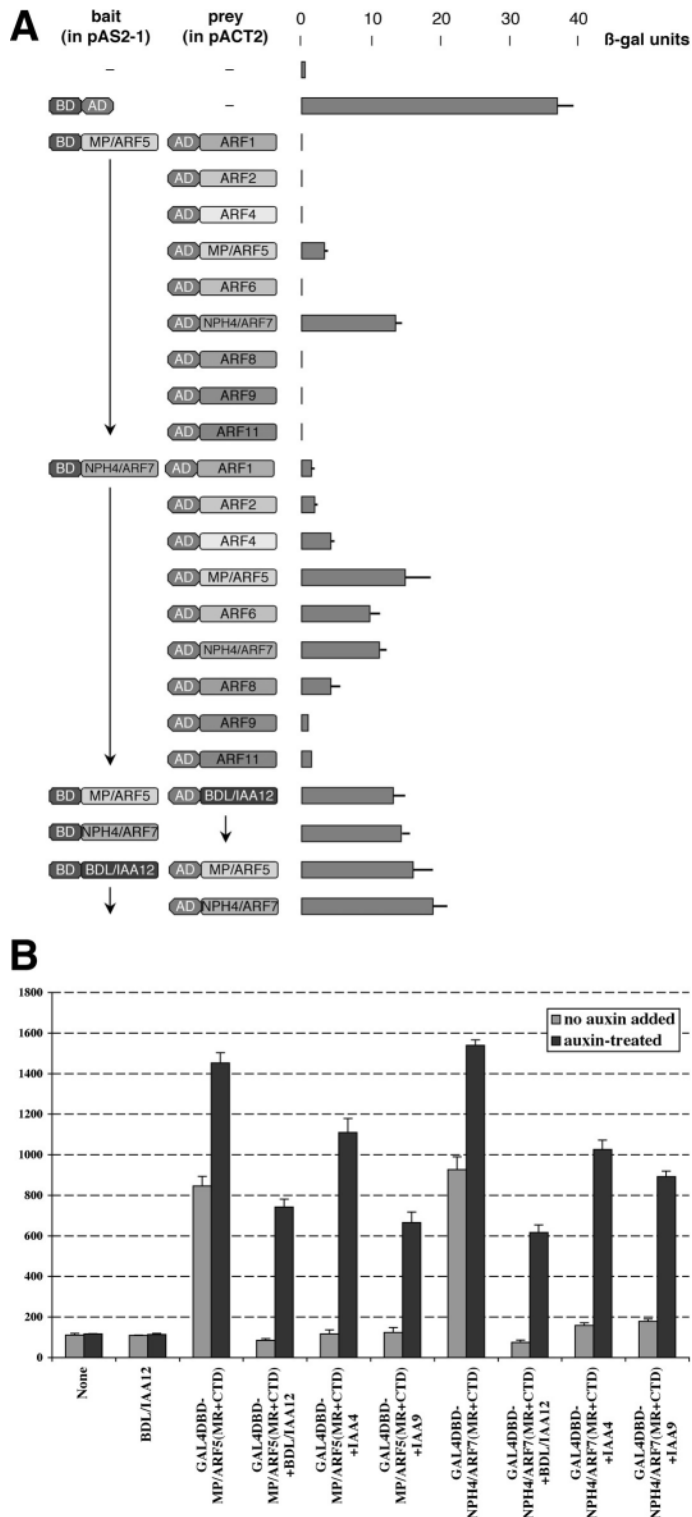 A
bait prey 0 10 20 30 40 ß-gal units
(in pAS2-1) (in pACT2)
– –
BD AD –
BD MP/ARF5 AD ARF1
AD ARF2
AD ARF4
AD MP/ARF5
AD ARF6
AD NPH4/ARF7
AD ARF8
AD ARF9
AD ARF11
BD NPH4/ARF7 AD ARF1
AD ARF2
AD ARF4
AD MP/ARF5
AD ARF6
AD NPH4/ARF7
AD ARF8
AD ARF9
AD ARF11
BD MP/ARF5 AD BDL/IAA12
BD NPH4/ARF7
BD BDL/IAA12 AD MP/ARF5
AD NPH4/ARF7
B
1800
1600
1400
1200
1000
800
600
400
200
0
no auxin added
auxin-treated
None
BDL/IAA12
GAL4DBD-
MP/ARF5(MR+CTD)
GAL4DBD-
MP/ARF5(MR+CTD)
+BDL/IAA12
GAL4DBD-
MP/ARF5(MR+CTD)
+IAA4
GAL4DBD-
MP/ARF5(MR+CTD)
+IAA9
GAL4DBD-
NPH4/ARF7(MR+CTD)
GAL4DBD-
NPH4/ARF7(MR+CTD)
+BDL/IAA12
GAL4DBD-
NPH4/ARF7(MR+CTD)
+IAA4
GAL4DBD-
NPH4/ARF7(MR+CTD)
+IAA9